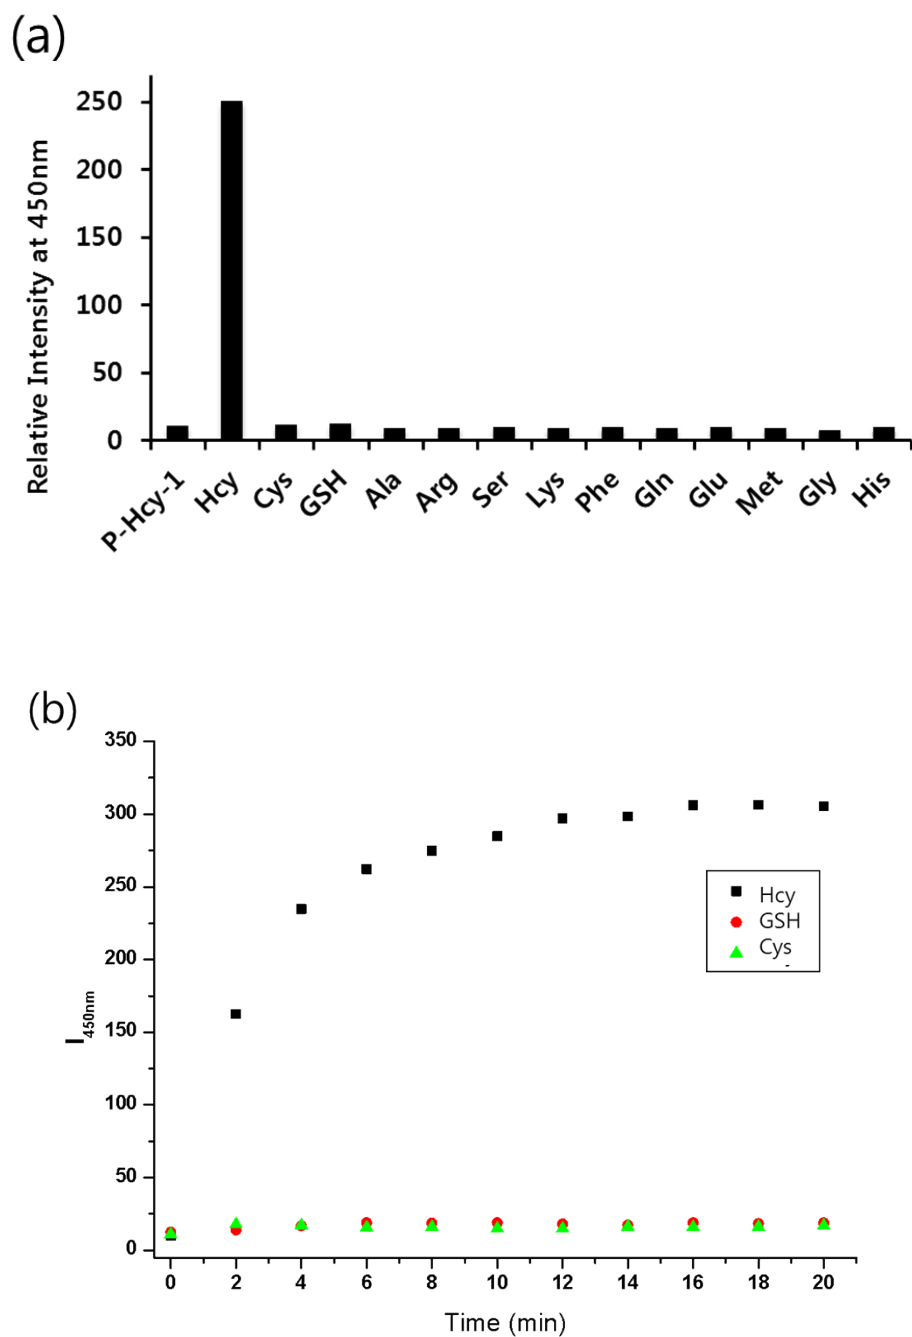 (a)
Relative Intensity at 450nm
250
200
150
100
50
0
P-Hcy-1 Hcy Cys GSH Ala Arg Ser Lys Phe Gln Glu Met Gly His
(b)
I450nm
350
300
250
200
150
100
50
0
Hcy
GSH
Cys
0 2 4 6 8 10 12 14 16 18 20
Time (min)